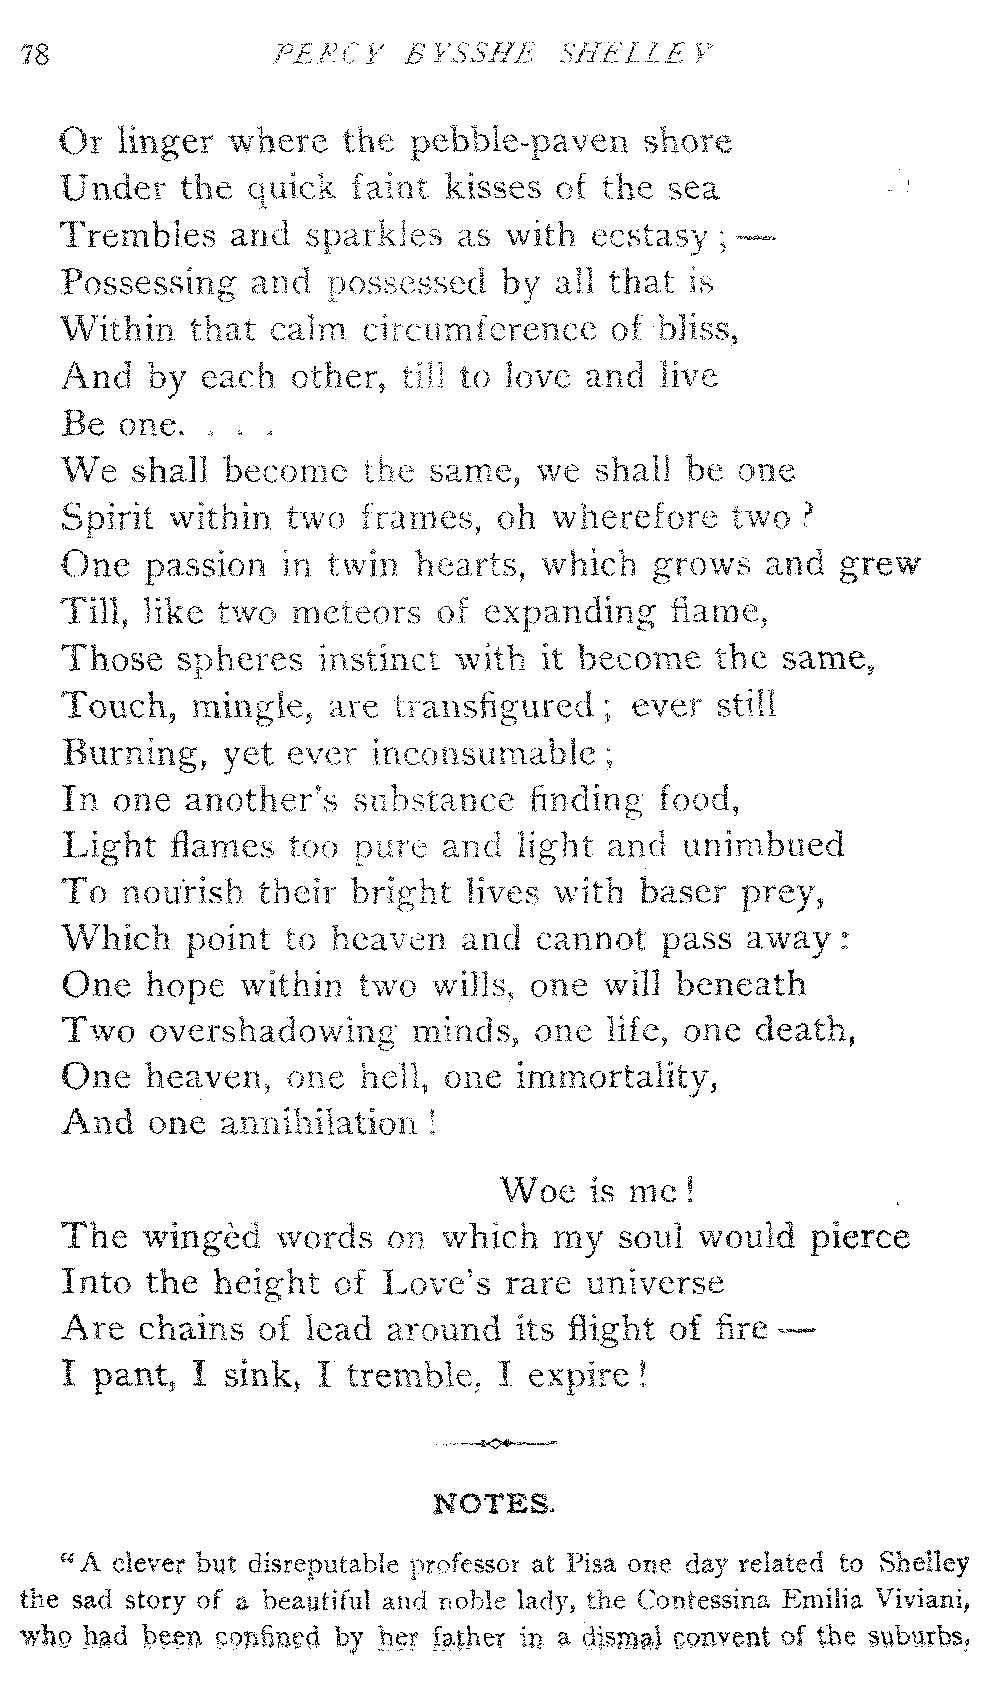 78 PERCY BYSSHE SHELLEY
Or linger where the pebble-paven shore
Under the quick faint kisses of the sea
Trembles and sparkles as with ecstasy ;—
Possessing and possessed by all that is
Within that calm circumference of bliss,
And by each other, till to love and live
Be one. . . .
We shall become the same, we shall be one
Spirit within two frames, oh wherefore two ?
One passion in twin hearts, which grows and grew
Till, like two meteors of expanding flame,
Those spheres instinct with it become the same,
Touch, mingle, are transfigured ; ever still
Burning, yet ever inconsumable ;
In one another's substance finding food,
Light flames too pure and light and unimbued
To nourish their bright lives with baser prey,
Which point to heaven and cannot pass away :
One hope within two wills, one will beneath
Two overshadowing minds, one life, one death,
One heaven, one hell, one immortality,
And one annihilation !
Woe is me !
The wingèd words on which my soul would pierce
Into the height of Love's rare universe
Are chains of lead around its flight of fire —
I pant, I sink, I tremble, I expire !
NOTES.
"A clever but disreputable professor at Pisa one day related to Shelley
the sad story of a beautiful and noble lady, the Contessina Emilia Viviani,
who had been confined by her father in a dismal convent of the suburbs,